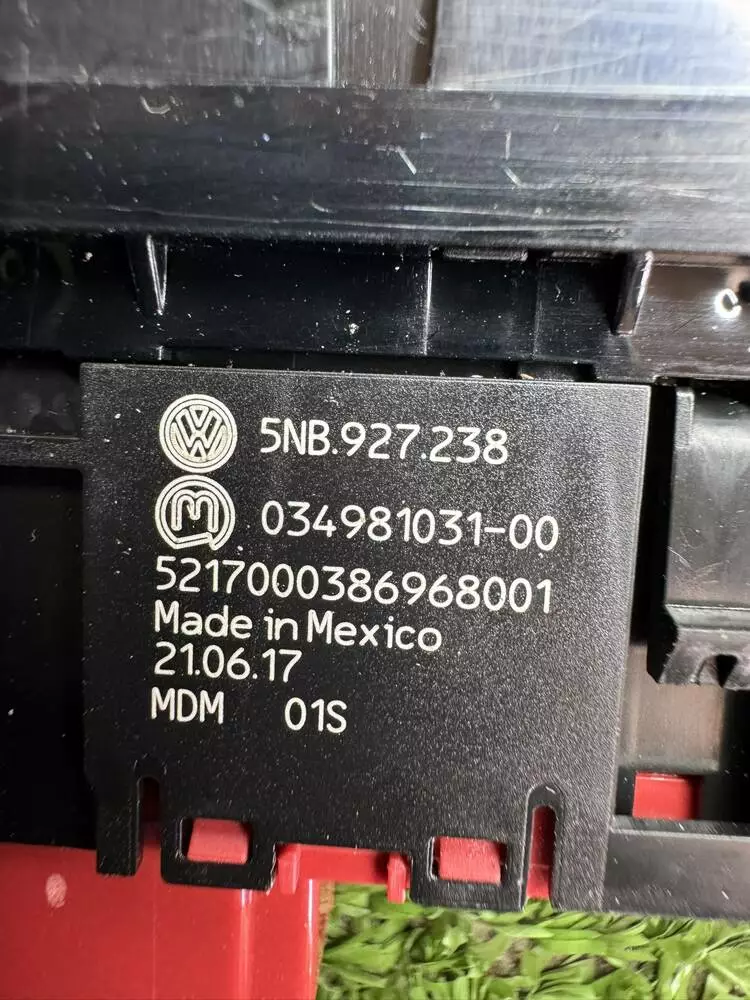 5NB.927.238
034981031-00
5217000386968001
Made in Mexico
21.06.17
MDM 01S